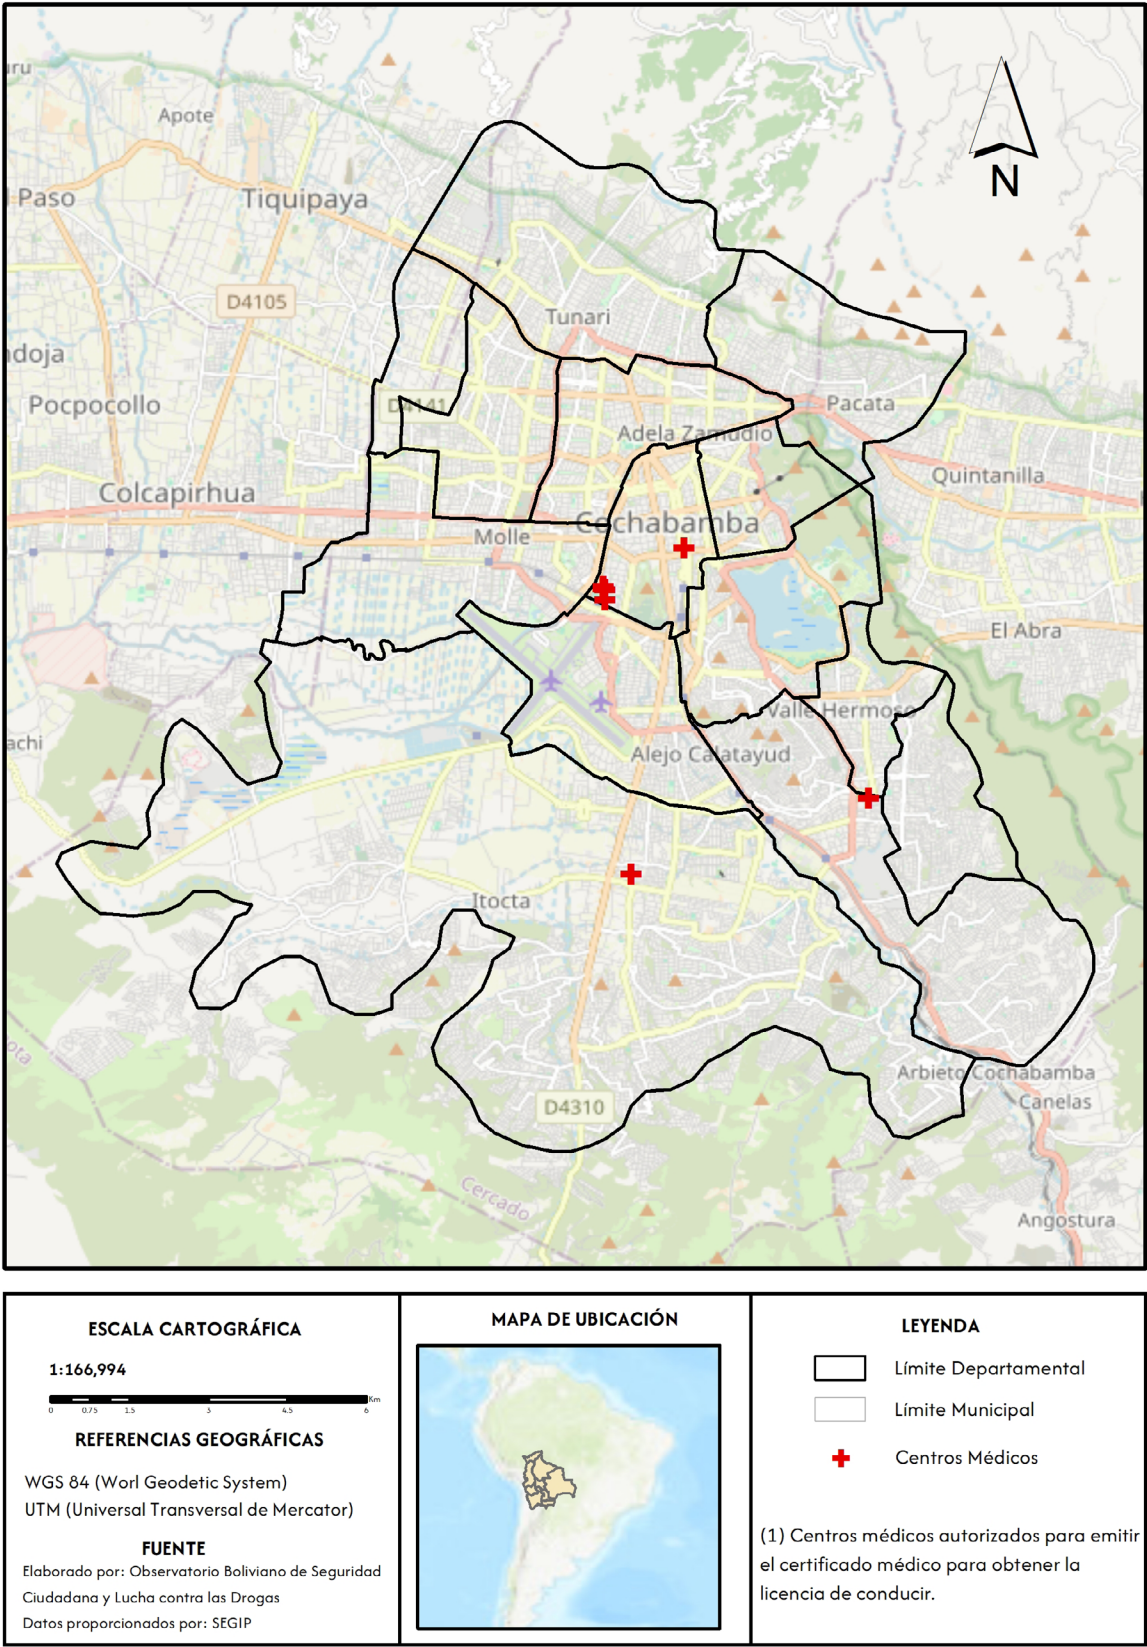 uru
Apote
Paso
Tiquipaya
N
D4105
Tunari
ndoja
Pocpocollo
D4141
Pacata
Adela Zamudio
Quintanilla
Colcapirhua
Cochabamba
Molle
El Abra
Valle Hermoso
achi
Alejo Calatayud
Itocta
ota
Arbieto Cochabamba
Canelas
D4310
Cercado
Angostura
ESCALA CARTOGRÁFICA
1:166,994
Km
0 0.75 1.5 3 4.5 6
REFERENCIAS GEOGRÁFICAS
WGS 84 (Worl Geodetic System)
UTM (Universal Transversal de Mercator)
FUENTE
Elaborado por: Observatorio Boliviano de Seguridad
Ciudadana y Lucha contra las Drogas
Datos proporcionados por: SEGIP
MAPA DE UBICACIÓN
LEYENDA
Límite Departamental
Límite Municipal
Centros Médicos
(1) Centros médicos autorizados para emitir
el certificado médico para obtener la
licencia de conducir.